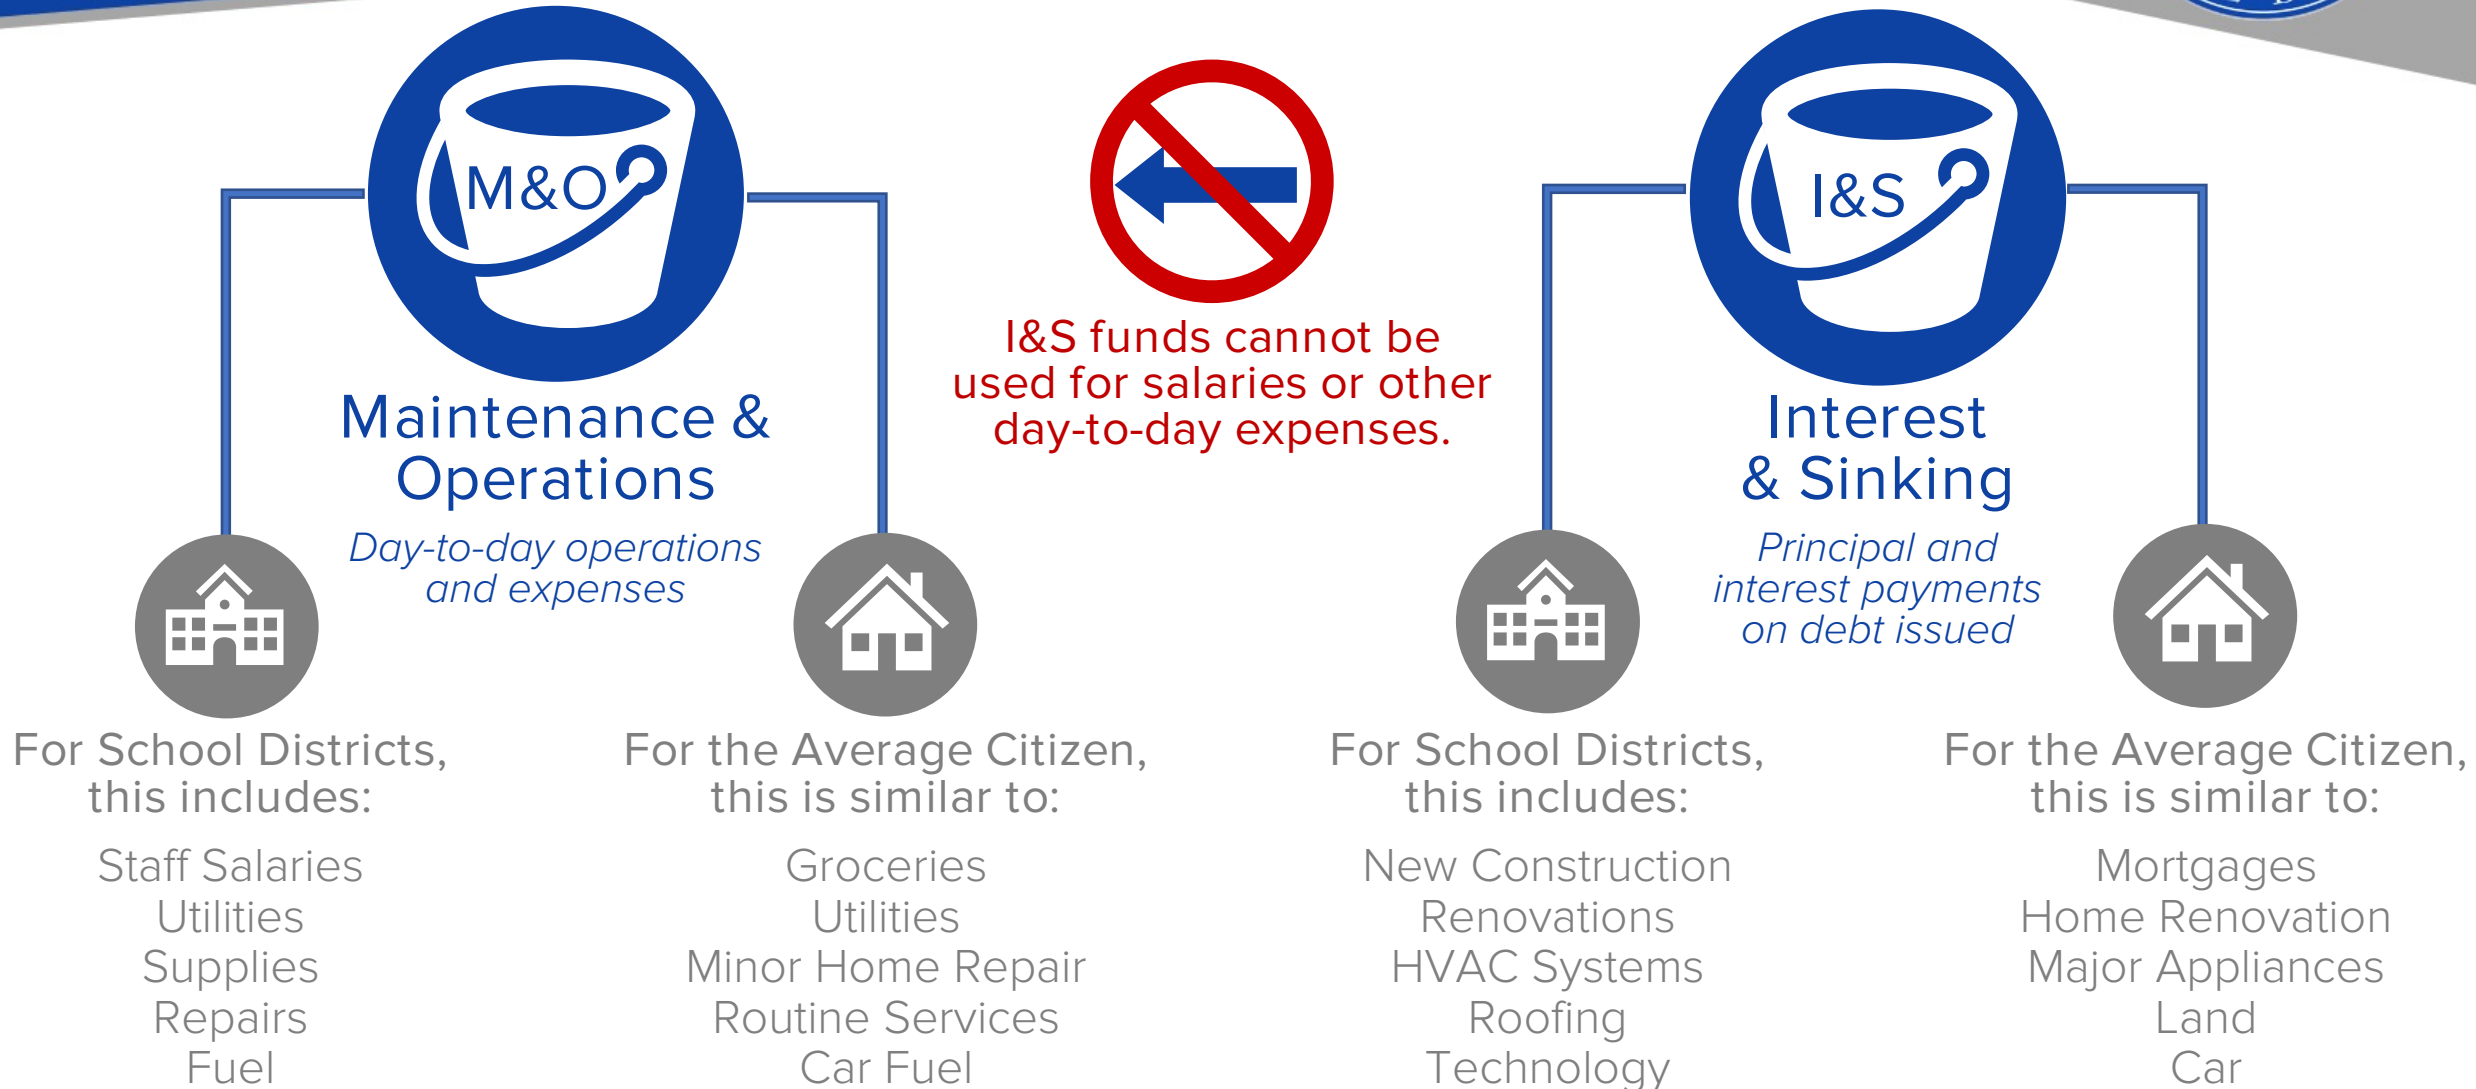 M&O
Maintenance &
Operations
Day-to-day operations
and expenses
For School Districts,
this includes:
Staff Salaries
Utilities
Supplies
Repairs
Fuel
For the Average Citizen,
this is similar to:
Groceries
Utilities
Minor Home Repair
Routine Services
Car Fuel
I&S funds cannot be
used for salaries or other
day-to-day expenses.
I&S
Interest
& Sinking
Principal and
interest payments
on debt issued
For School Districts,
this includes:
New Construction
Renovations
HVAC Systems
Roofing
Technology
For the Average Citizen,
this is similar to:
Mortgages
Home Renovation
Major Appliances
Land
Car